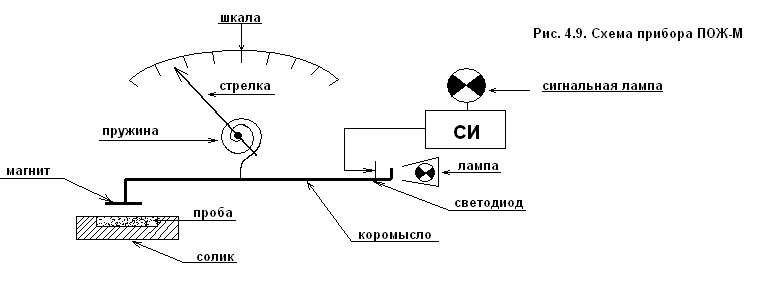 шкала
Рис. 4.9. Схема прибора ПОЖ-М
стрелка
сигнальная лампа
пружина
СИ
магнит
лампа
проба
светодиод
коромысло
солик